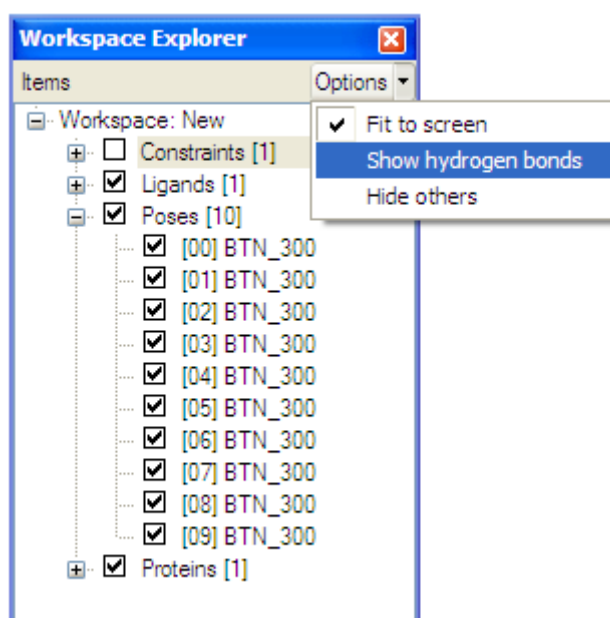 Workspace Explorer
Items Options
Workspace: New
Fit to screen
Constraints [1]
Show hydrogen bonds
Ligands [1]
Hide others
Poses [10]
[00] BTN_300
[01] BTN_300
[02] BTN_300
[03] BTN_300
[04] BTN_300
[05] BTN_300
[06] BTN_300
[07] BTN_300
[08] BTN_300
[09] BTN_300
Proteins [1]